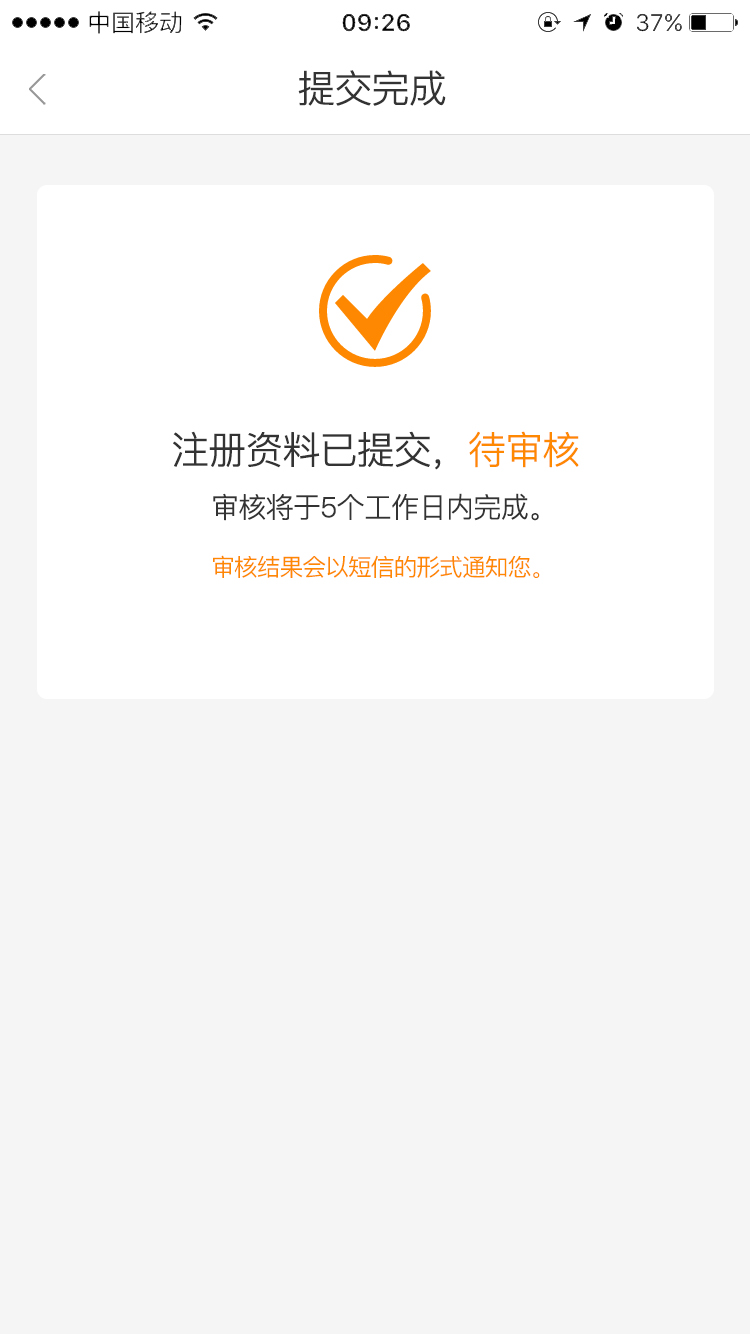 中国移动 09:26 37%
提交完成
注册资料已提交，待审核
审核将于5个工作日内完成。
审核结果会以短信的形式通知您。